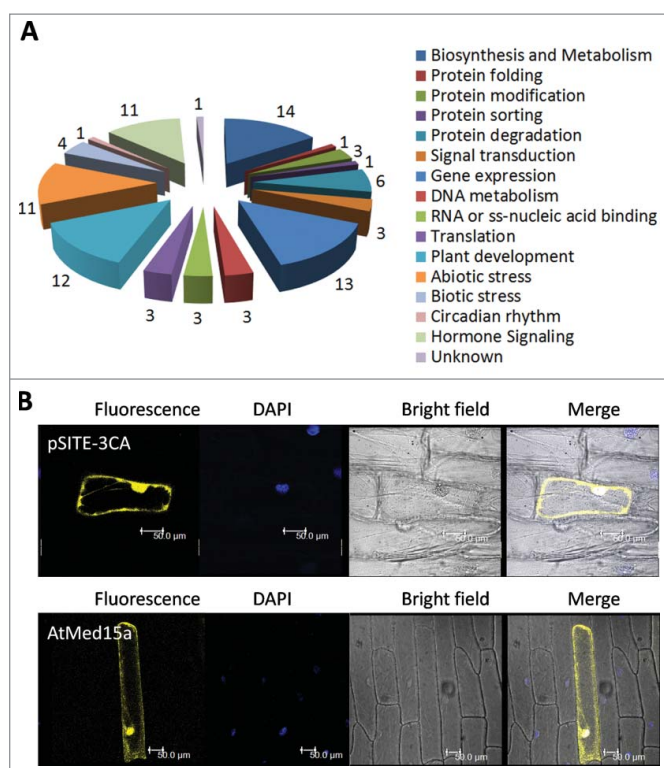 A
1
11
14
1
1
3
4
1
6
11
3
12
13
3
3
3
Biosynthesis and Metabolism
Protein folding
Protein modification
Protein sorting
Protein degradation
Signal transduction
Gene expression
DNA metabolism
RNA or ss-nucleic acid binding
Translation
Plant development
Abiotic stress
Biotic stress
Circadian rhythm
Hormone Signaling
Unknown
B
Fluorescence DAPI Bright field Merge
pSITE-3CA
50.0 µm 50.0 µm 50.0 µm 50.0 µm
Fluorescence DAPI Bright field Merge
AtMed15a
50.0 µm 50.0 µm 50.0 µm 50.0 µm